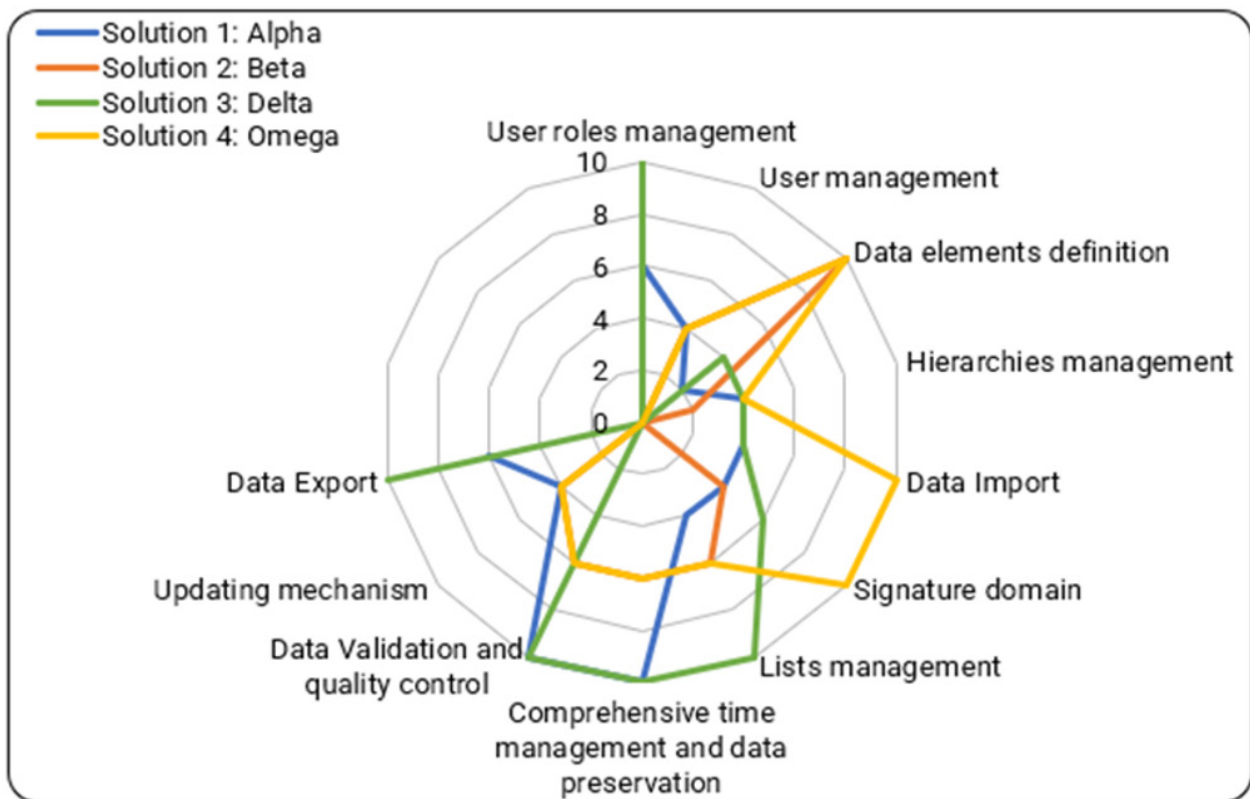 Solution 1: Alpha
Solution 2: Beta
Solution 3: Delta
Solution 4: Omega
User roles management
10
User management
8
Data elements definition
6
4
Hierarchies management
2
0
Data Export
Data Import
Updating mechanism
Signature domain
Data Validation and
quality control
Lists management
Comprehensive time
management and data
preservation